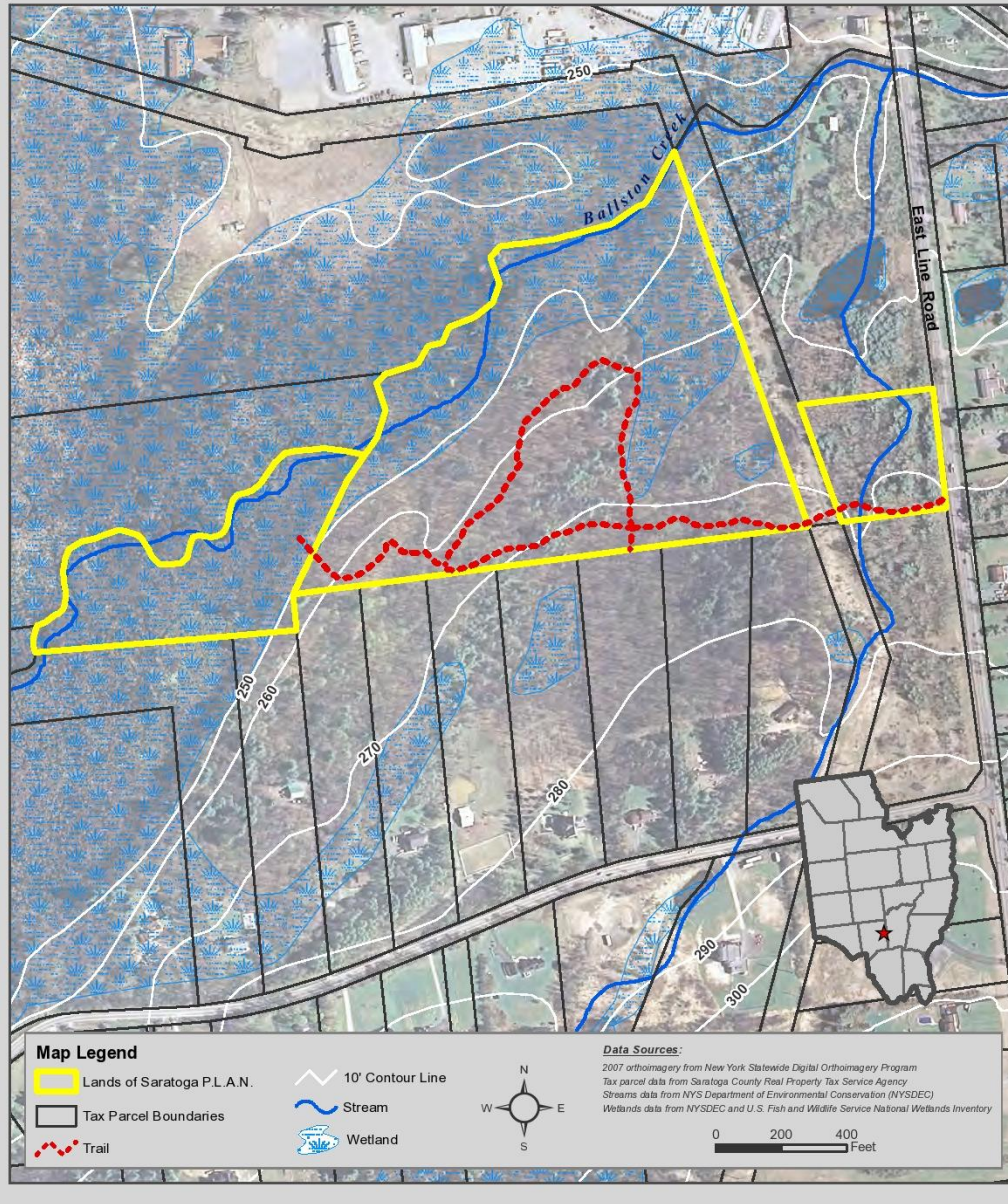 250
Ballston Creek
East Line Road
250
260
270
280
290
300
Map Legend
Lands of Saratoga P.L.A.N.
Tax Parcel Boundaries
Trail
10' Contour Line
Stream
Wetland
N
W
E
S
Data Sources:
2007 orthoimagery from New York Statewide Digital Orthoimagery Program
Tax parcel data from Saratoga County Real Property Tax Service Agency
Streams data from NYS Department of Environmental Conservation (NYSDEC)
Wetlands data from NYSDEC and U.S. Fish and Wildlife Service National Wetlands Inventory
0 200 400
Feet